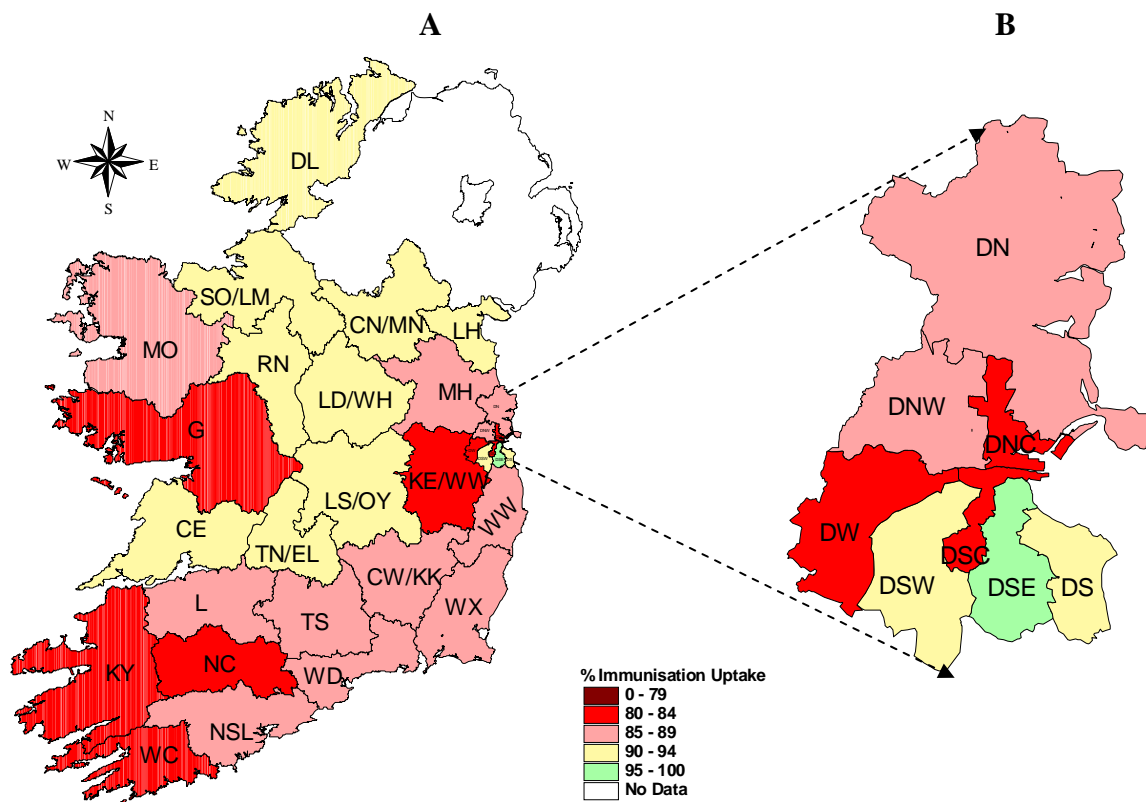 A
B
N
W
E
S
DL
SO/LM
CN/MN
LH
MO
RN
MH
LD/WH
G
DN
DNW
KE/WW
LS/OY
WW
CE
TN/EL
CW/KK
L
TS
WX
KY
NC
WD
NSL
WC
DN
DNW
DNC
DW
DSC
DSW
DSE
DS
% Immunisation Uptake
0 - 79
80 - 84
85 - 89
90 - 94
95 - 100
No Data